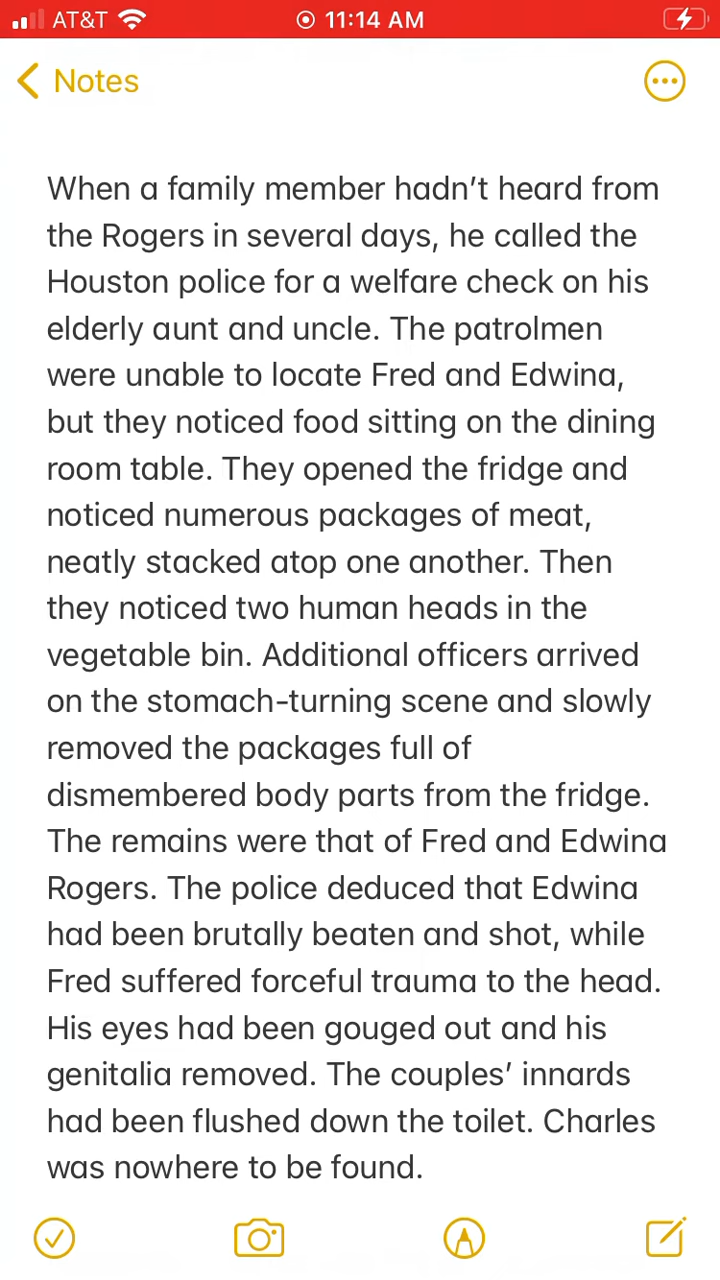 AT&T 11:14 AM
Notes
When a family member hadn't heard from
the Rogers in several days, he called the
Houston police for a welfare check on his
elderly aunt and uncle. The patrolmen
were unable to locate Fred and Edwina,
but they noticed food sitting on the dining
room table. They opened the fridge and
noticed numerous packages of meat,
neatly stacked atop one another. Then
they noticed two human heads in the
vegetable bin. Additional officers arrived
on the stomach-turning scene and slowly
removed the packages full of
dismembered body parts from the fridge.
The remains were that of Fred and Edwina
Rogers. The police deduced that Edwina
had been brutally beaten and shot, while
Fred suffered forceful trauma to the head.
His eyes had been gouged out and his
genitalia removed. The couples' innards
had been flushed down the toilet. Charles
was nowhere to be found.